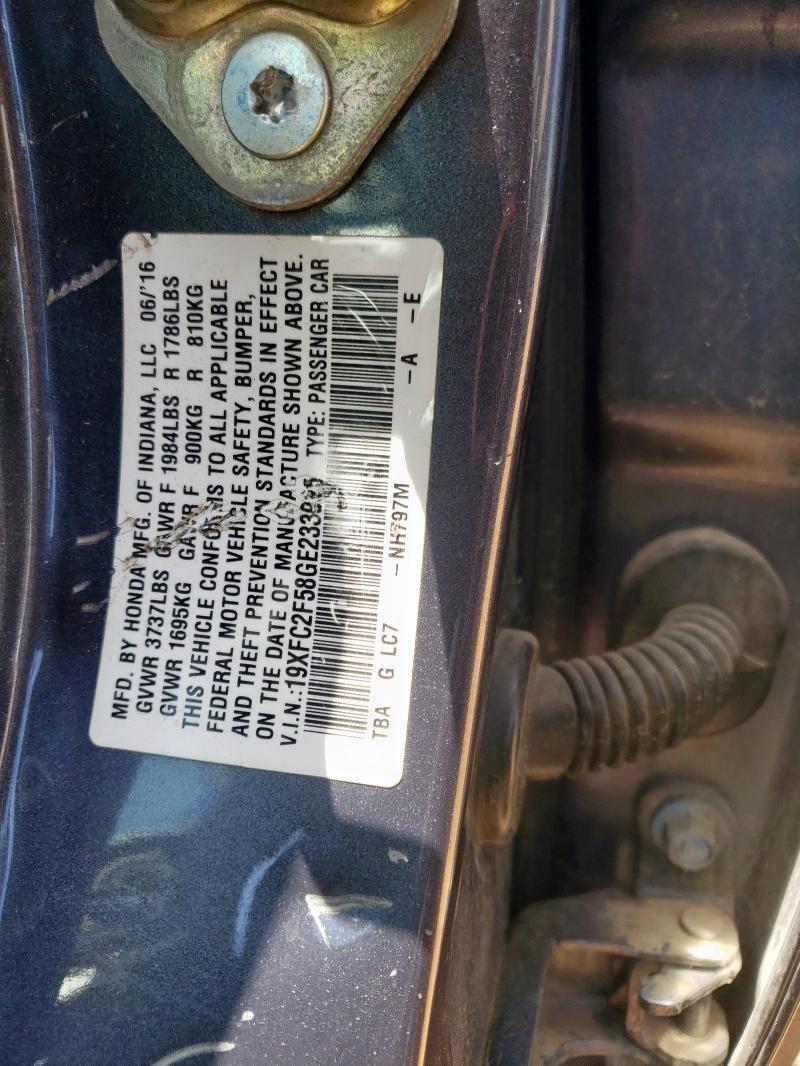 MFD. BY HONDA MFG. OF INDIANA, LLC 06/'16
GVWR 3737LBS GAWR F 1984LBS R 1786LBS
GVWR 1695KG GAWR F 900KG R 810KG
THIS VEHICLE CONFORMS TO ALL APPLICABLE
FEDERAL MOTOR VEHICLE SAFETY, BUMPER,
AND THEFT PREVENTION STANDARDS IN EFFECT
ON THE DATE OF MANUFACTURE SHOWN ABOVE.
V.I.N.: TYPE: PASSENGER CAR
TBA G LC7 -NH797M -A -E